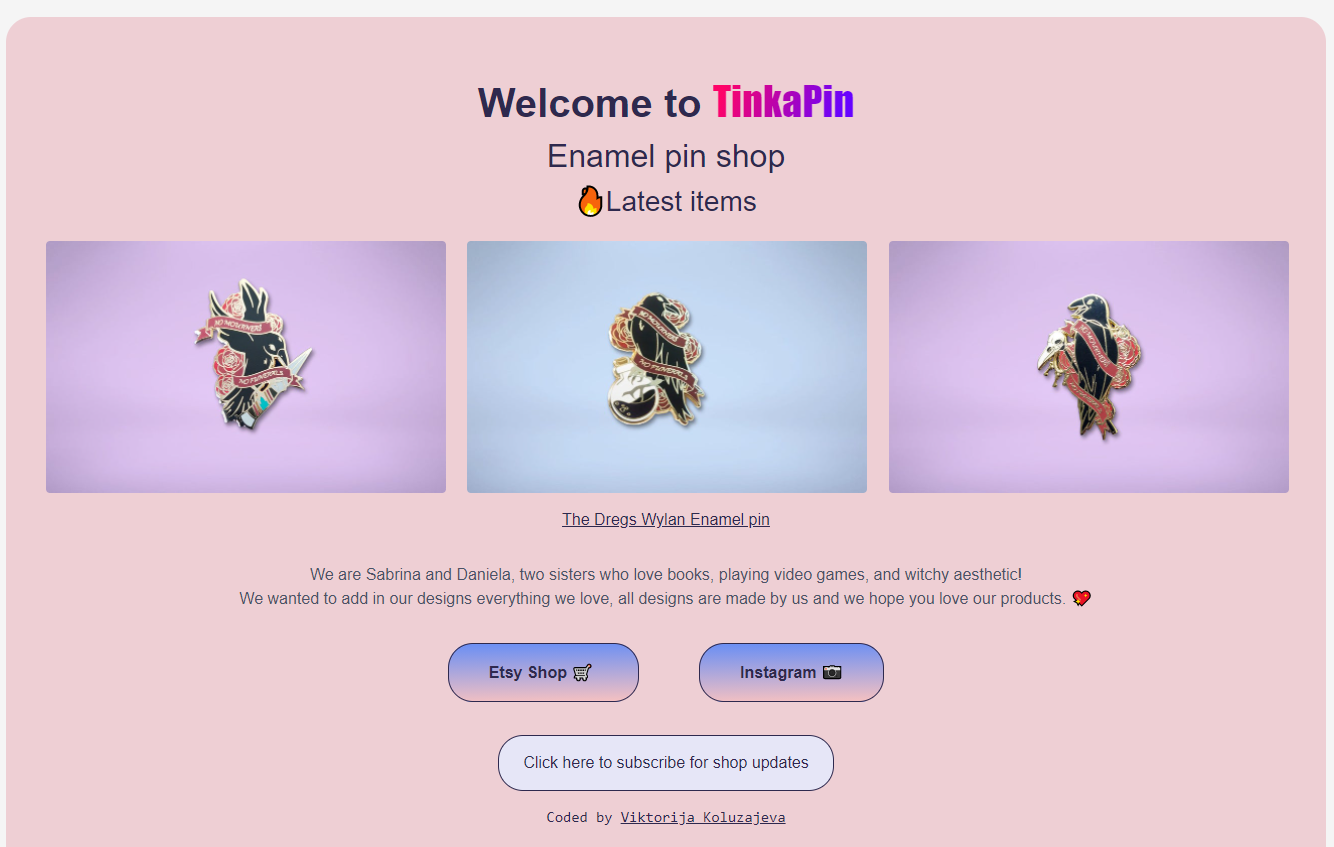 Welcome to TinkaPin
Enamel pin shop
🔥Latest items
NO MOURNERS
NO FUNERALS
NO MOURNERS
NO FUNERALS
NO MOURNERS
The Dregs Wylan Enamel pin
We are Sabrina and Daniela, two sisters who love books, playing video games, and witchy aesthetic!
We wanted to add in our designs everything we love, all designs are made by us and we hope you love our products. 💖
Etsy Shop 🛒
Instagram 📷
Click here to subscribe for shop updates
Coded by Viktorija Koluzajeva